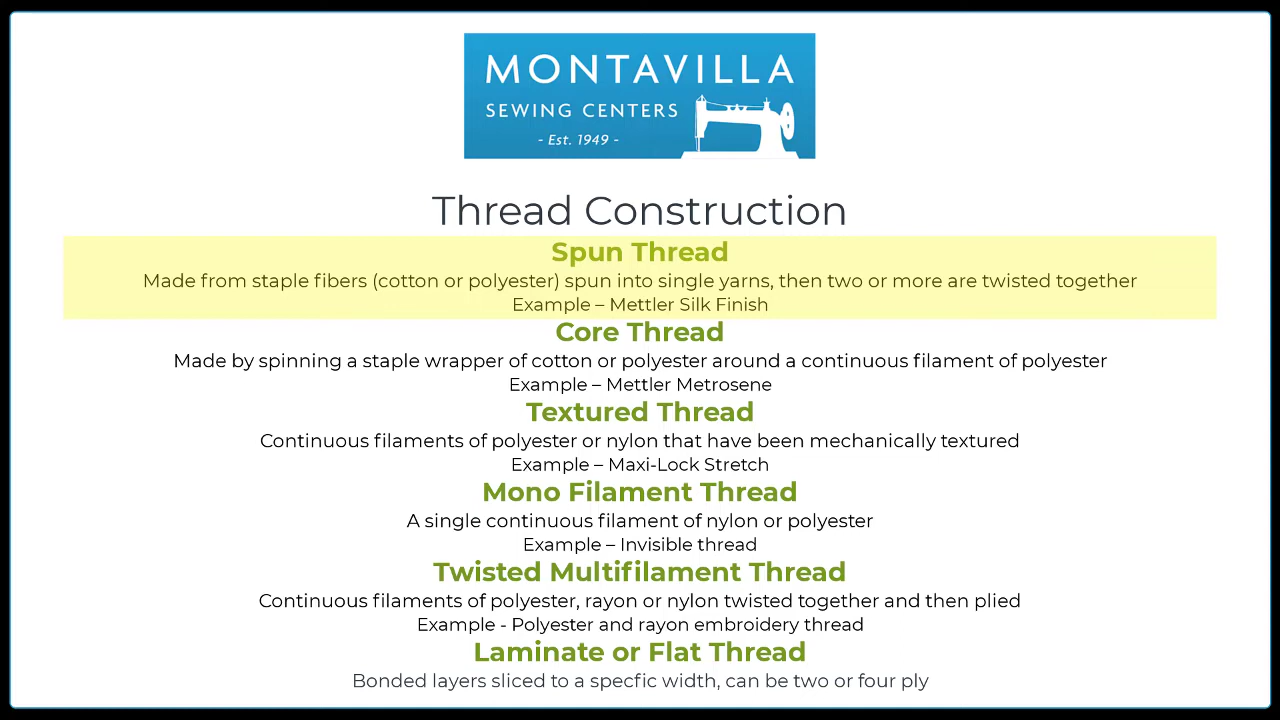 MONTAVILLA
SEWING CENTERS
- Est. 1949 -
Thread Construction
Spun Thread
Made from staple fibers (cotton or polyester) spun into single yarns, then two or more are twisted together
Example – Mettler Silk Finish
Core Thread
Made by spinning a staple wrapper of cotton or polyester around a continuous filament of polyester
Example – Mettler Metrosene
Textured Thread
Continuous filaments of polyester or nylon that have been mechanically textured
Example – Maxi-Lock Stretch
Mono Filament Thread
A single continuous filament of nylon or polyester
Example – Invisible thread
Twisted Multifilament Thread
Continuous filaments of polyester, rayon or nylon twisted together and then plied
Example - Polyester and rayon embroidery thread
Laminate or Flat Thread
Bonded layers sliced to a specfic width, can be two or four ply